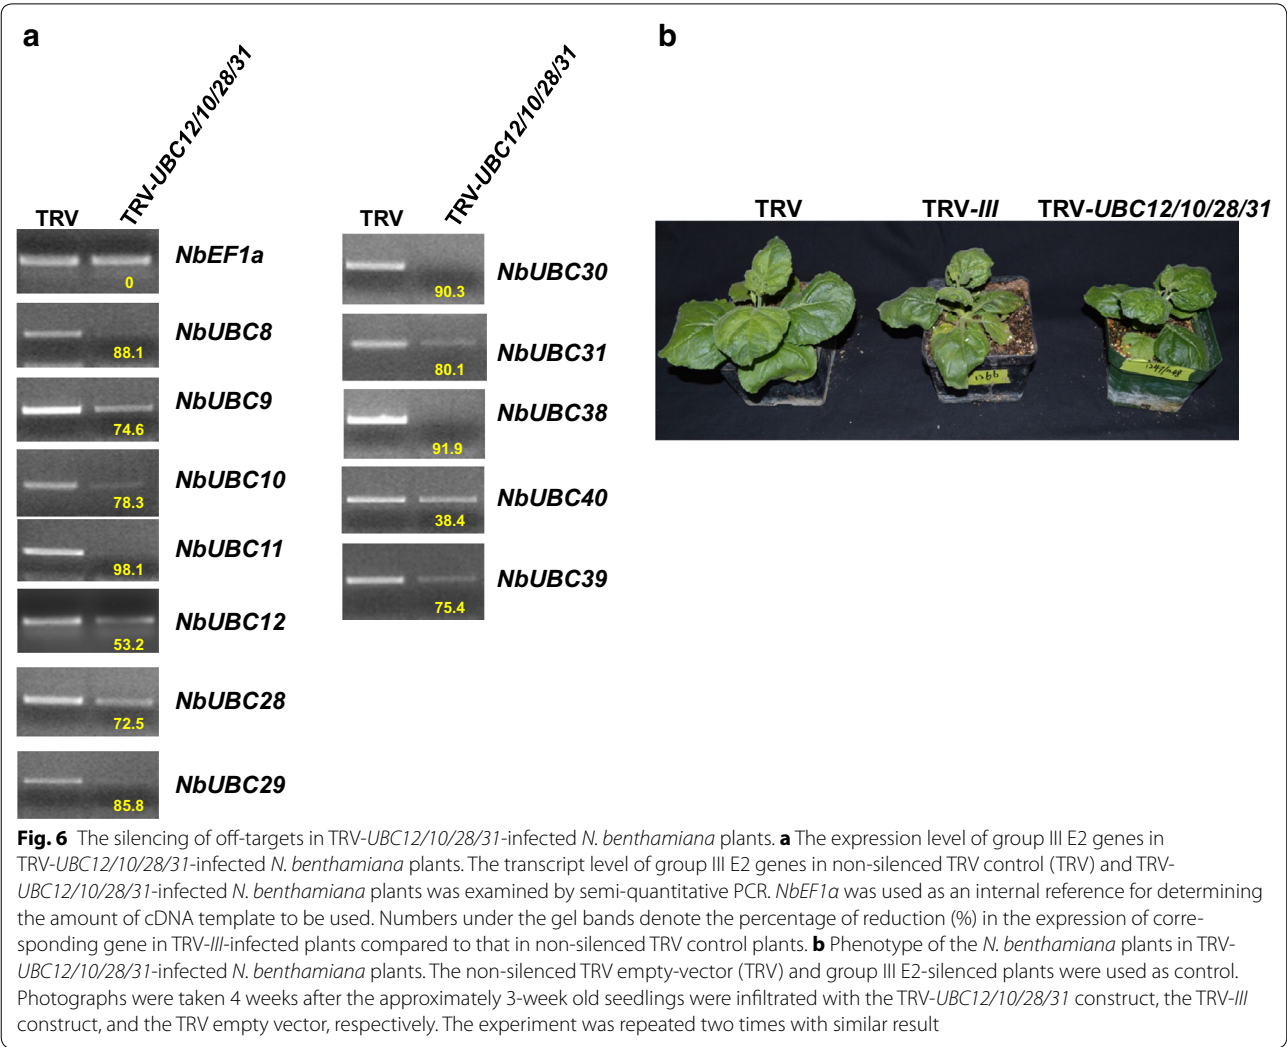 a
TRV
TRV-UBC12/10/28/31
NbEF1a
0
NbUBC8
88.1
NbUBC9
74.6
NbUBC10
78.3
NbUBC11
98.1
NbUBC12
53.2
NbUBC28
72.5
NbUBC29
85.8
TRV
TRV-UBC12/10/28/31
NbUBC30
90.3
NbUBC31
80.1
NbUBC38
91.9
NbUBC40
38.4
NbUBC39
75.4
b
TRV TRV-III TRV-UBC12/10/28/31
Fig. 6 The silencing of off-targets in TRV-UBC12/10/28/31-infected N. benthamiana plants. a The expression level of group III E2 genes in
TRV-UBC12/10/28/31-infected N. benthamiana plants. The transcript level of group III E2 genes in non-silenced TRV control (TRV) and TRV-
UBC12/10/28/31-infected N. benthamiana plants was examined by semi-quantitative PCR. NbEF1α was used as an internal reference for determining
the amount of cDNA template to be used. Numbers under the gel bands denote the percentage of reduction (%) in the expression of corre-
sponding gene in TRV-III-infected plants compared to that in non-silenced TRV control plants. b Phenotype of the N. benthamiana plants in TRV-
UBC12/10/28/31-infected N. benthamiana plants. The non-silenced TRV empty-vector (TRV) and group III E2-silenced plants were used as control.
Photographs were taken 4 weeks after the approximately 3-week old seedlings were infiltrated with the TRV-UBC12/10/28/31 construct, the TRV-III
construct, and the TRV empty vector, respectively. The experiment was repeated two times with similar result